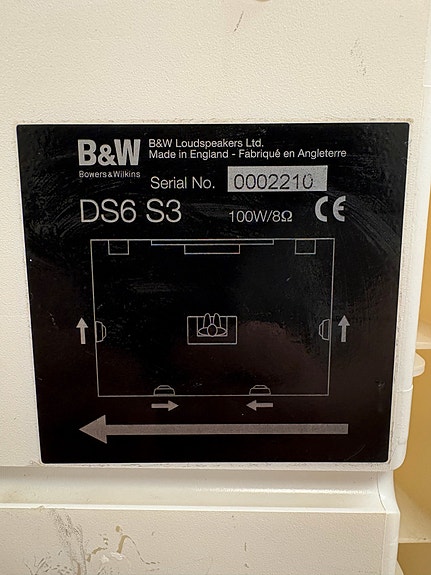 B&W
Bowers & Wilkins
B&W Loudspeakers Ltd.
Made in England - Fabriqué en Angleterre
Serial No. 0002210
DS6 S3
100W/8Ω
CE